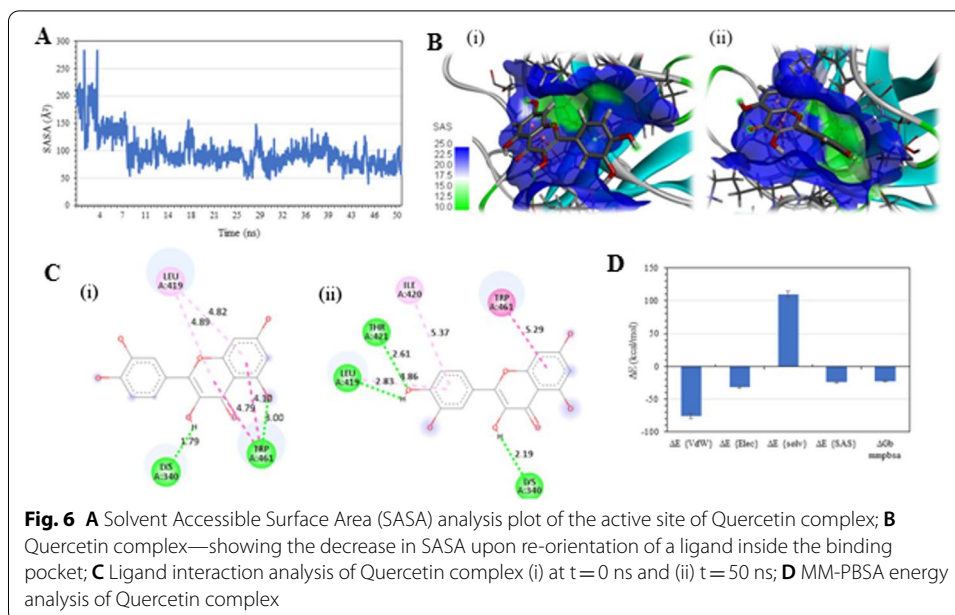 A
SASA (Å²)
300
250
200
150
100
50
0
4 7 11 14 18 21 25 29 32 36 39 43 46 50
Time (ns)
B
(i)
(ii)
SAS
25.0
22.5
20.0
17.5
15.0
12.5
10.0
C
(i)
LEU
A:419
4.82
4.89
4.79
4.10
3.00
1.79
LYS
A:340
TRP
A:461
(ii)
ILE
A:420
TRP
A:461
THR
A:421
5.37
5.29
2.61
LEU
A:419
2.83
4.86
2.19
LYS
A:340
D
ΔE (kcal/mol)
150
100
50
0
-50
-100
ΔE {VdW} ΔE {Elec} ΔE {solv} ΔE {SAS} ΔGb
mmpbsa
Fig. 6 A Solvent Accessible Surface Area (SASA) analysis plot of the active site of Quercetin complex; B
Quercetin complex—showing the decrease in SASA upon re-orientation of a ligand inside the binding
pocket; C Ligand interaction analysis of Quercetin complex (i) at t = 0 ns and (ii) t = 50 ns; D MM-PBSA energy
analysis of Quercetin complex